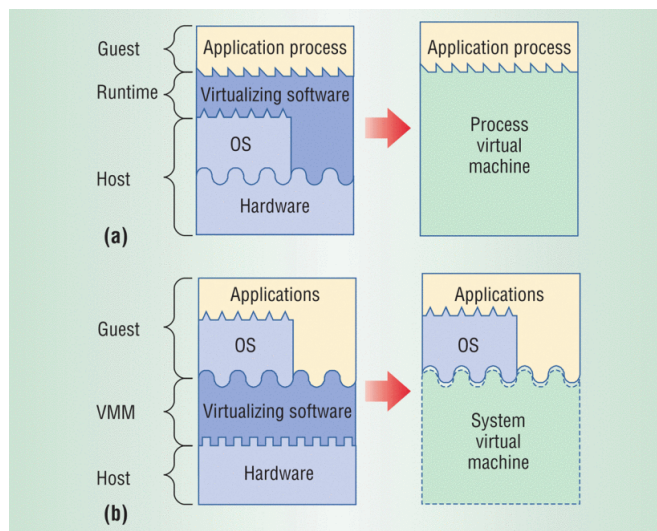 Guest
Application process
Runtime
Virtualizing software
OS
Host
Hardware
(a)
Application process
Process
virtual
machine
Guest
Applications
OS
VMM
Virtualizing software
Host
Hardware
(b)
Applications
OS
System
virtual
machine